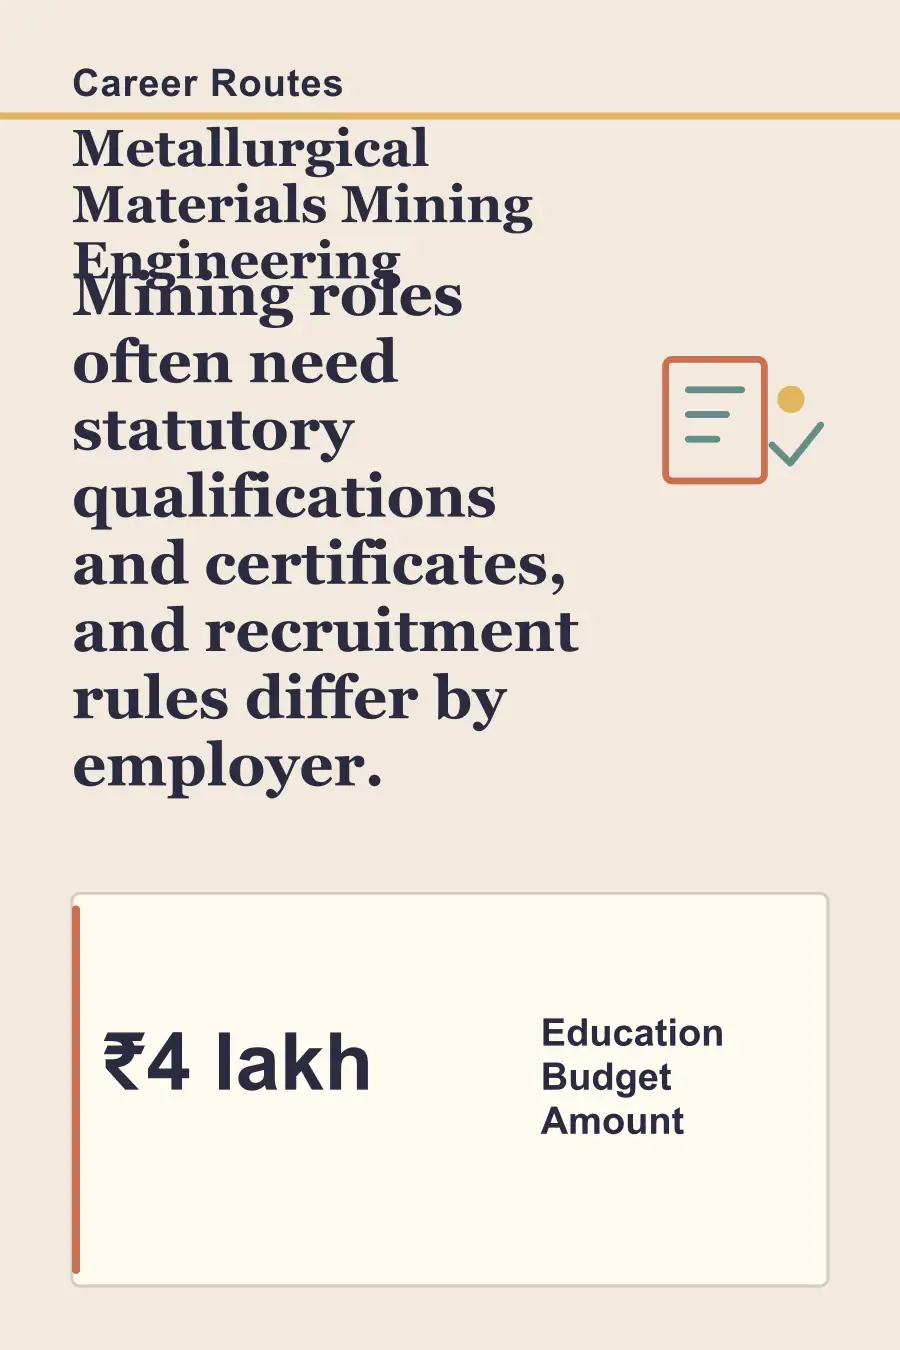 Career Routes
Metallurgical
Materials Mining
Engineering
Mining roles
often need
statutory
qualifications
and certificates,
and recruitment
rules differ by
employer.
₹4 lakh
Education
Budget
Amount